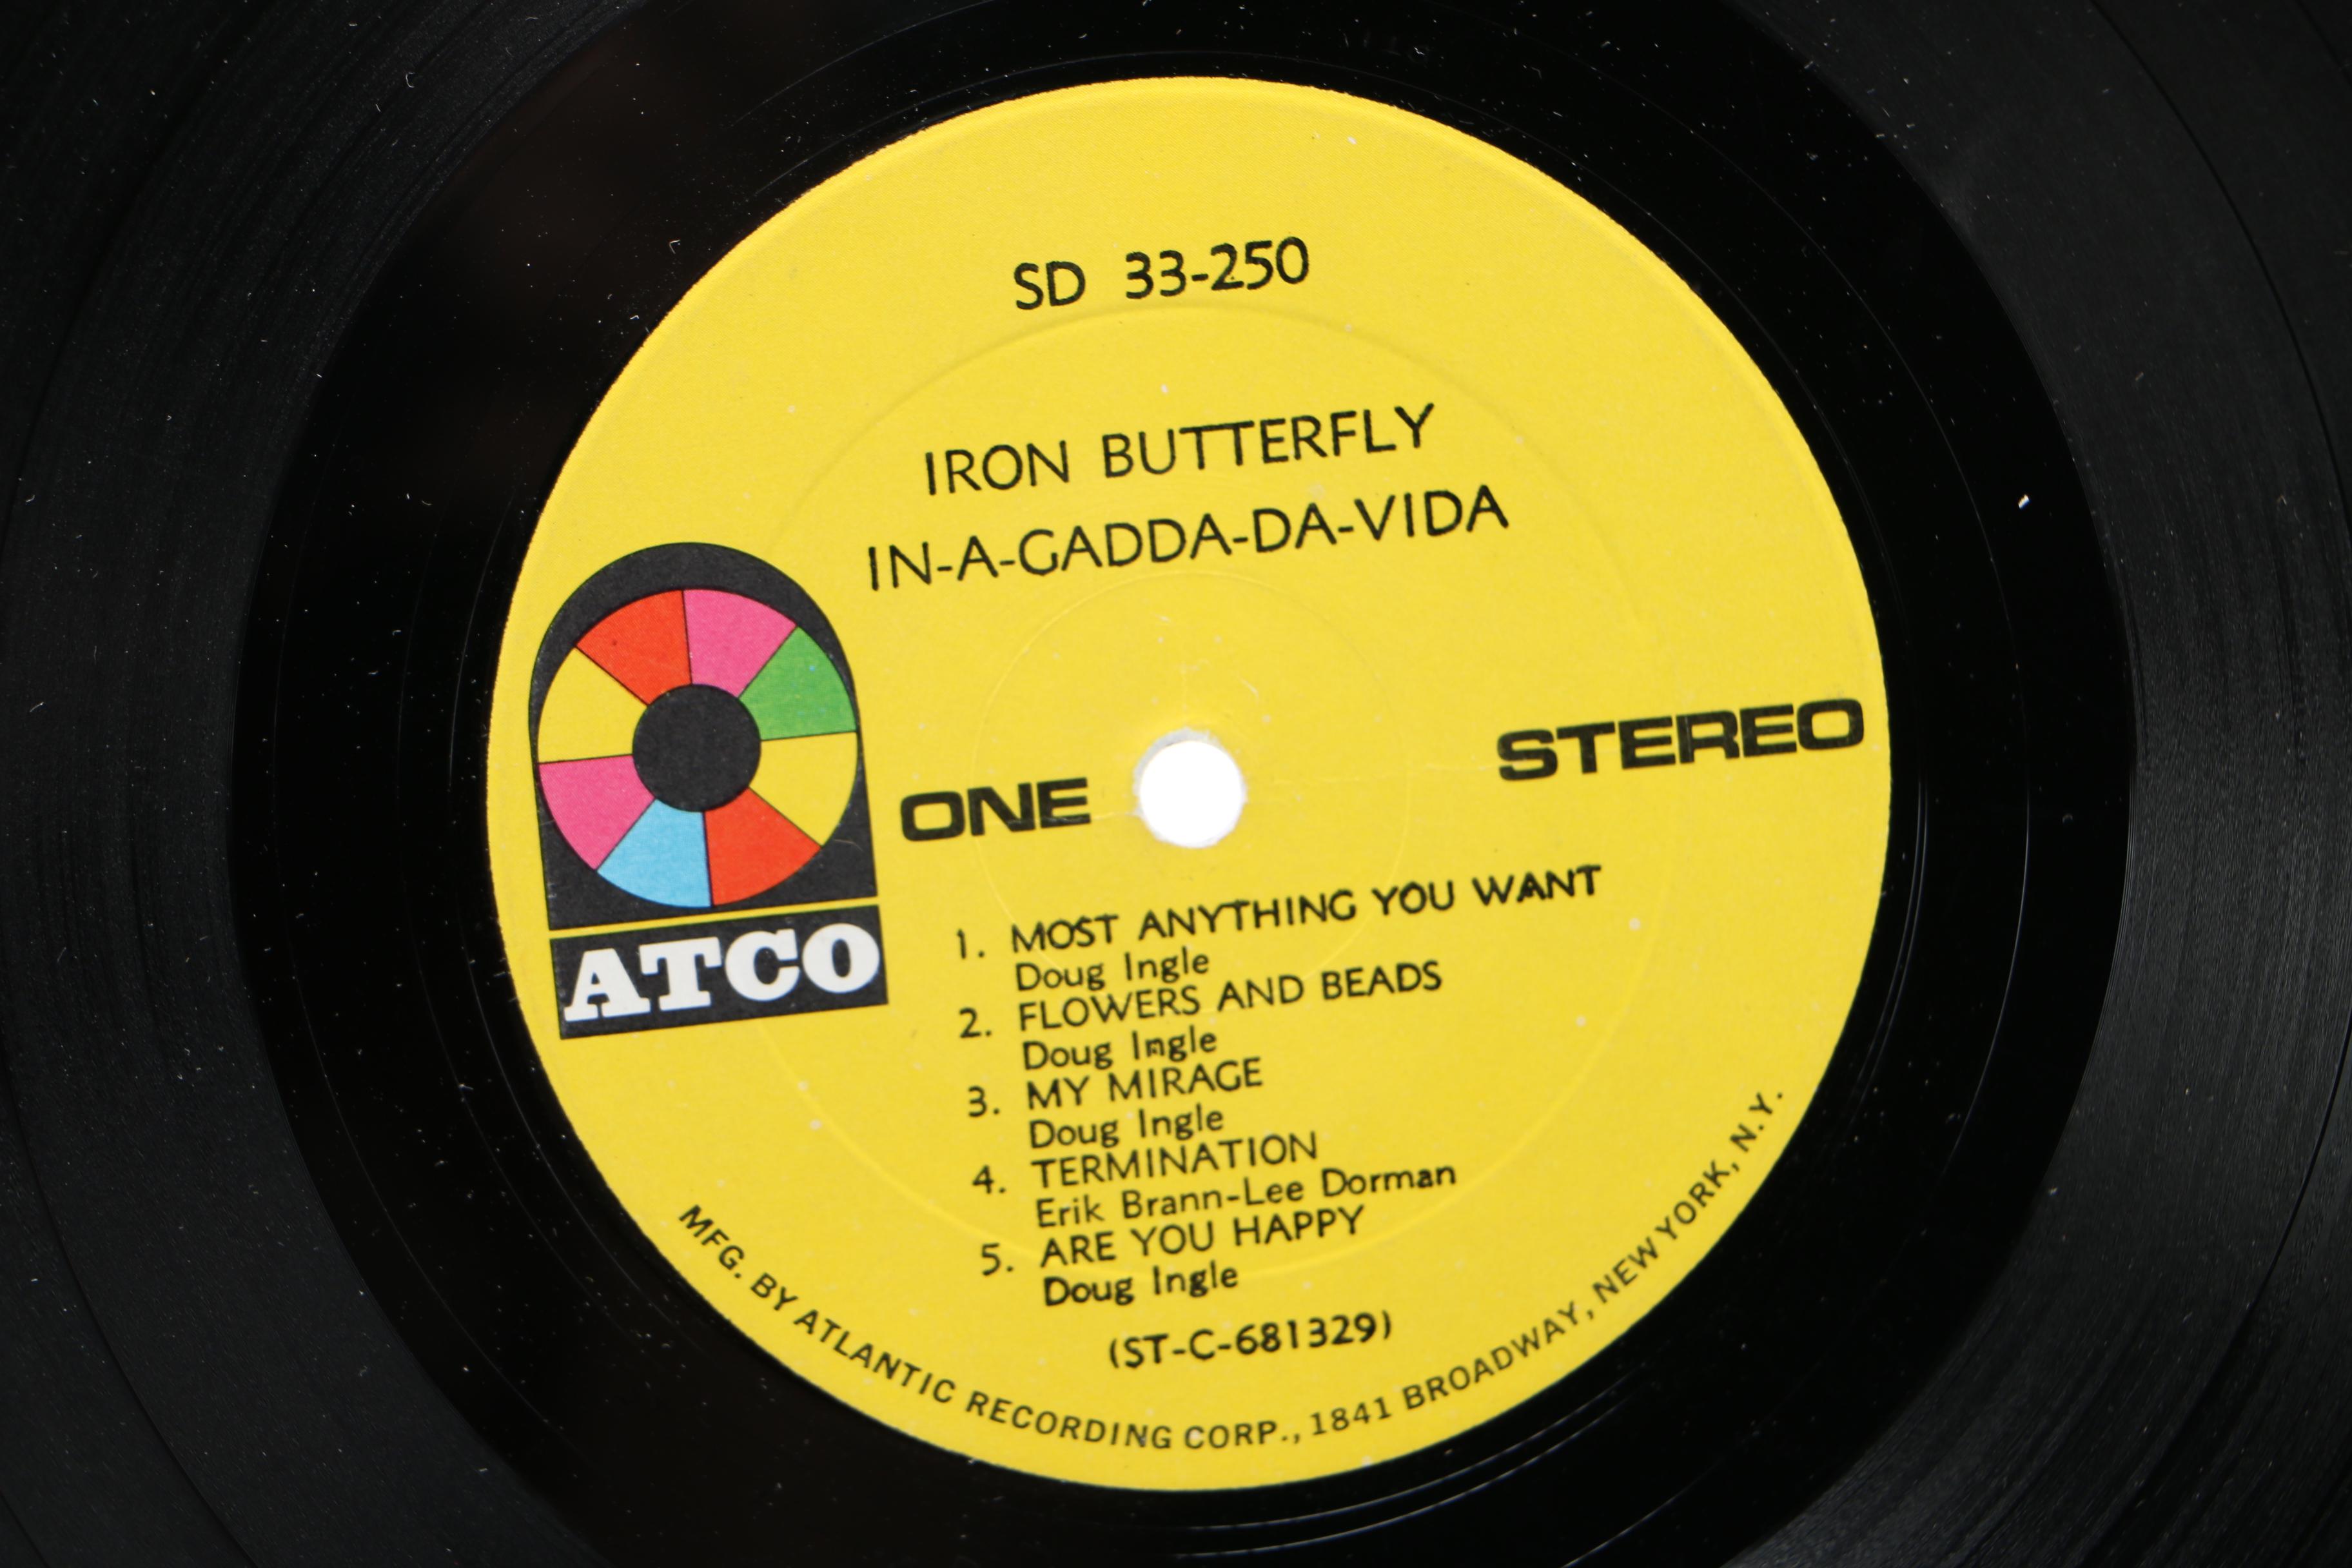 SD 33-250
IRON BUTTERFLY
IN-A-GADDA-DA-VIDA
ATCO
ONE
STEREO
1. MOST ANYTHING YOU WANT
Doug Ingle
2. FLOWERS AND BEADS
Doug Ingle
3. MY MIRAGE
Doug Ingle
4. TERMINATION
Erik Brann-Lee Dorman
5. ARE YOU HAPPY
Doug Ingle
(ST-C-681329)
MFG. BY ATLANTIC RECORDING CORP., 1841 BROADWAY, NEW YORK, N.Y.